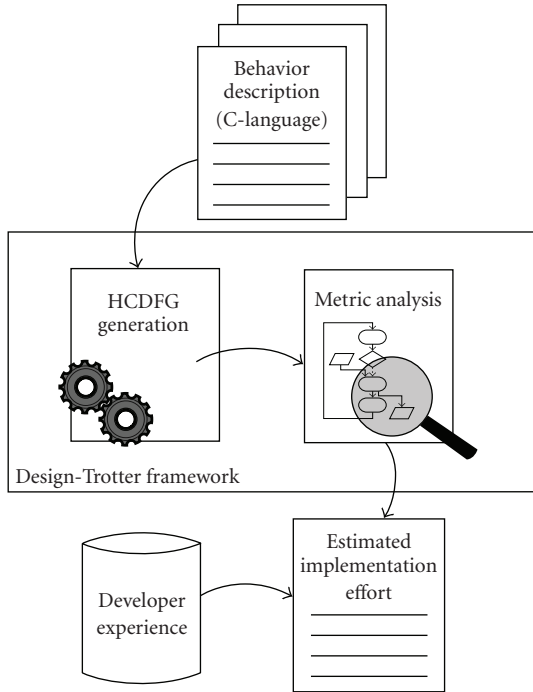 Behavior
description
(C-language)
HCDFG
generation
Metric analysis
Design-Trotter framework
Developer
experience
Estimated
implementation
effort